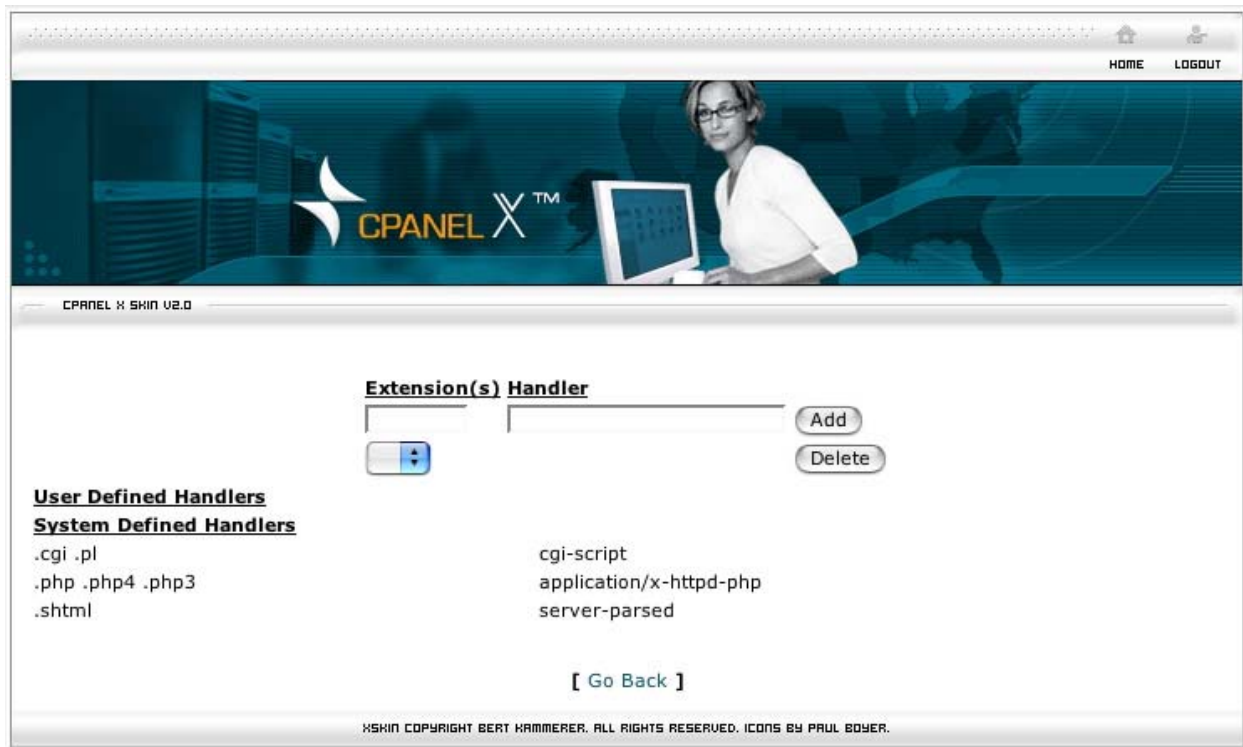 HOME LOGOUT
CPANEL X ™
CPANEL X SKIN V2.0
Extension(s) Handler
Add
Delete
User Defined Handlers
System Defined Handlers
.cgi .pl cgi-script
.php .php4 .php3 application/x-httpd-php
.shtml server-parsed
[ Go Back ]
XSKIN COPYRIGHT BERT KAMMERER. ALL RIGHTS RESERVED. ICONS BY PAUL BOYER.